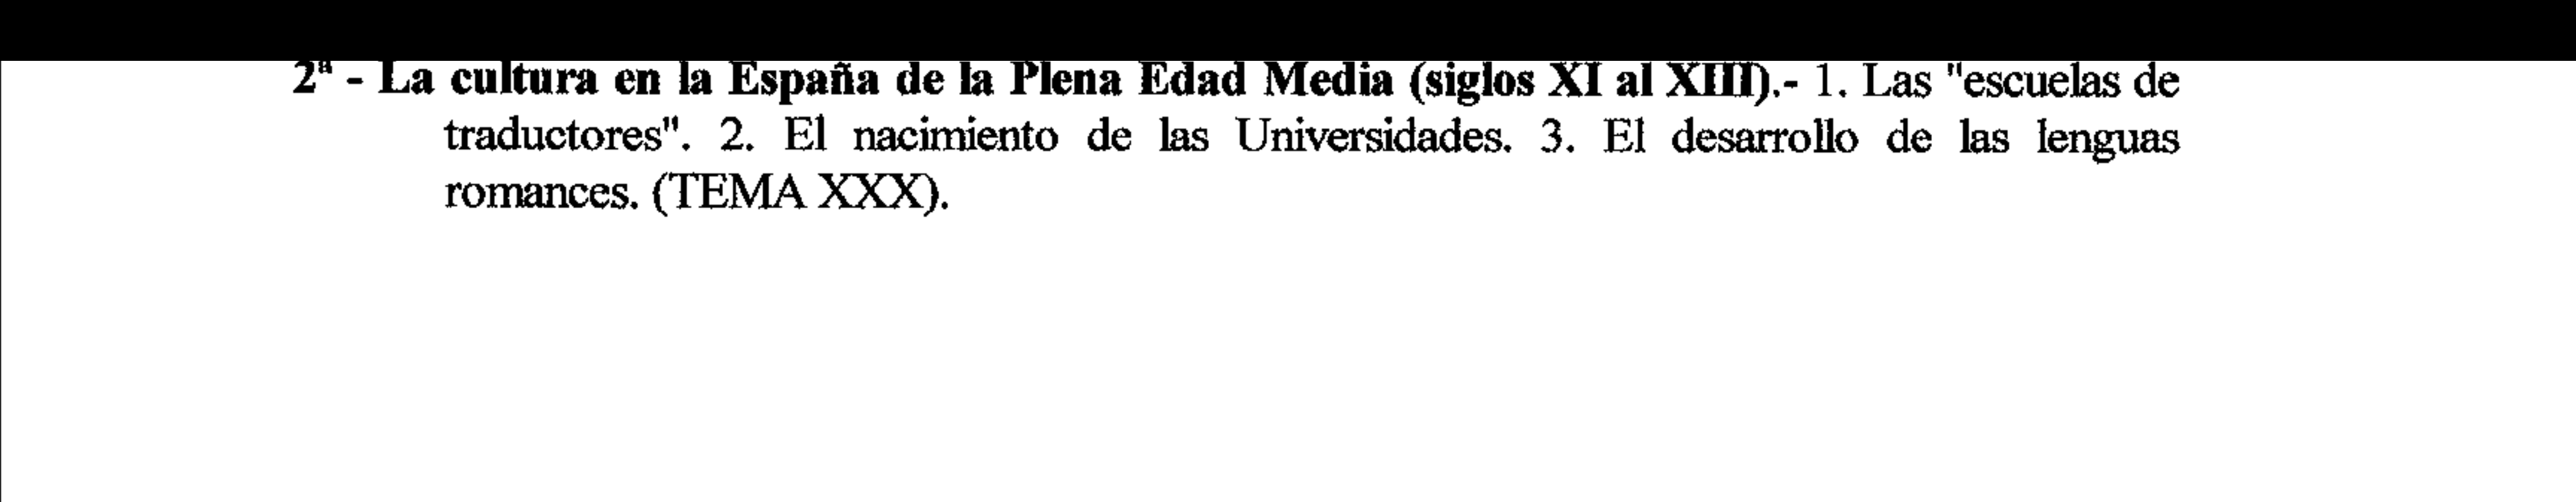 2ª - La cultura en la España de la Plena Edad Media (siglos XI al XIII).- 1. Las "escuelas de
traductores". 2. El nacimiento de las Universidades. 3. El desarrollo de las lenguas
romances. (TEMA XXX).